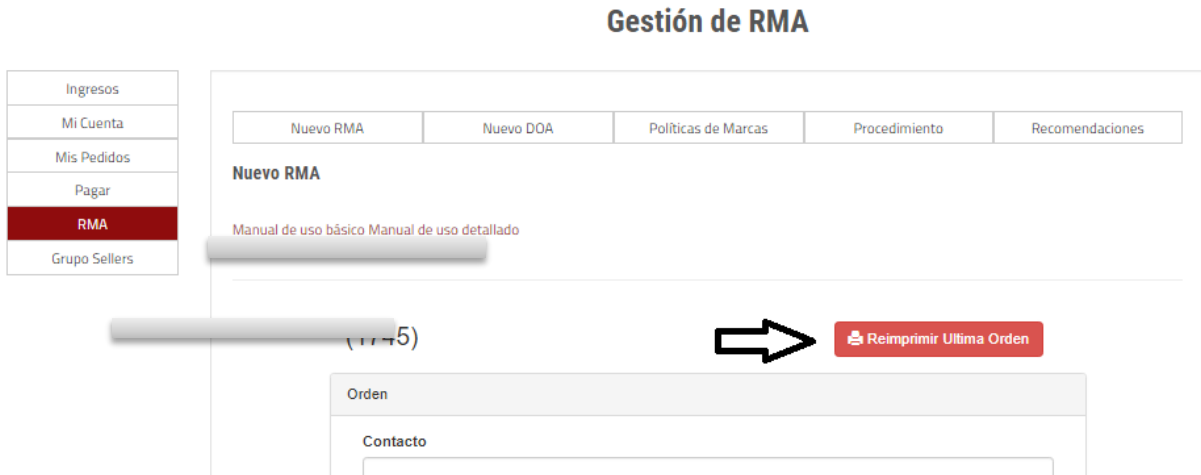 Gestión de RMA
Ingresos
Mi Cuenta
Mis Pedidos
Pagar
RMA
Grupo Sellers
Nuevo RMA
Nuevo DOA
Políticas de Marcas
Procedimiento
Recomendaciones
Nuevo RMA
Manual de uso básico Manual de uso detallado
(1745)
Reimprimir Ultima Orden
Orden
Contacto